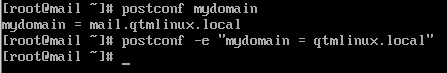 [root@mail ~]# postconf mydomain
mydomain = mail.qtmlinux.local
[root@mail ~]# postconf -e "mydomain = qtmlinux.local"
[root@mail ~]# _